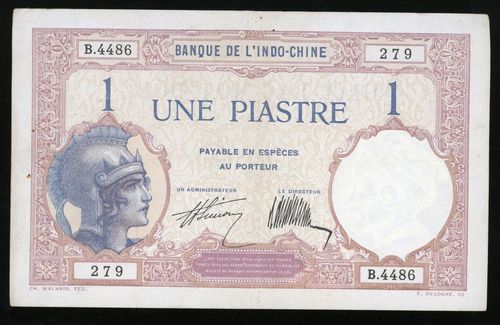 B.4486
BANQUE DE L'INDO-CHINE
279
1
UNE PIASTRE
1
PAYABLE EN ESPÈCES
AU PORTEUR
UN ADMINISTRATEUR
LE DIRECTEUR
279
B.4486
CH. WALHAIN, FEC.
E. DELOCHE, SC.